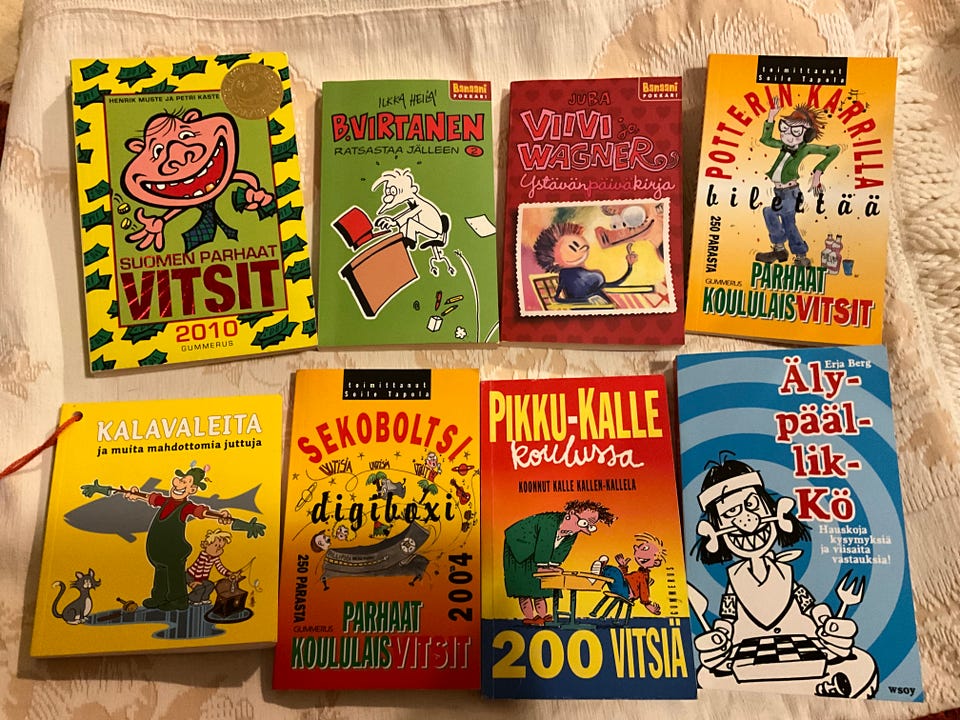 HENRIK MUSTE JA PETRI KASTE
SUOMEN PARHAAT
VITSIT
2010
GUMMERUS
Banaani
POKKARI
ILKKA HEILÄ
B.VIRTANEN
RATSASTAA JÄLLEEN 2
Banaani
POKKARI
JUBA
VIIVI ja
WAGNER
Ystävänpäiväkirja
toimittanut
Seile Tapola
POTTERIN KARRILLA
bilettää
250 PARASTA
GUMMERUS
PARHAAT
KOULULAISVITSIT
KALAVALEITA
ja muita mahdottomia juttuja
toimittanut
Seile Tapola
SEKOBOLTSI
UUTISIA
digiboxi
2004
250 PARASTA
GUMMERUS
PARHAAT
KOULULAISVITSIT
PIKKU-KALLE
koulussa
KOONNUT KALLE KALLEN-KALLELA
GUMMERUS
200 VITSIÄ
Erja Berg
Äly-
pääl-
lik-
Kö
Hauskoja
kysymyksiä
ja viisaita
vastauksia!
wsoy